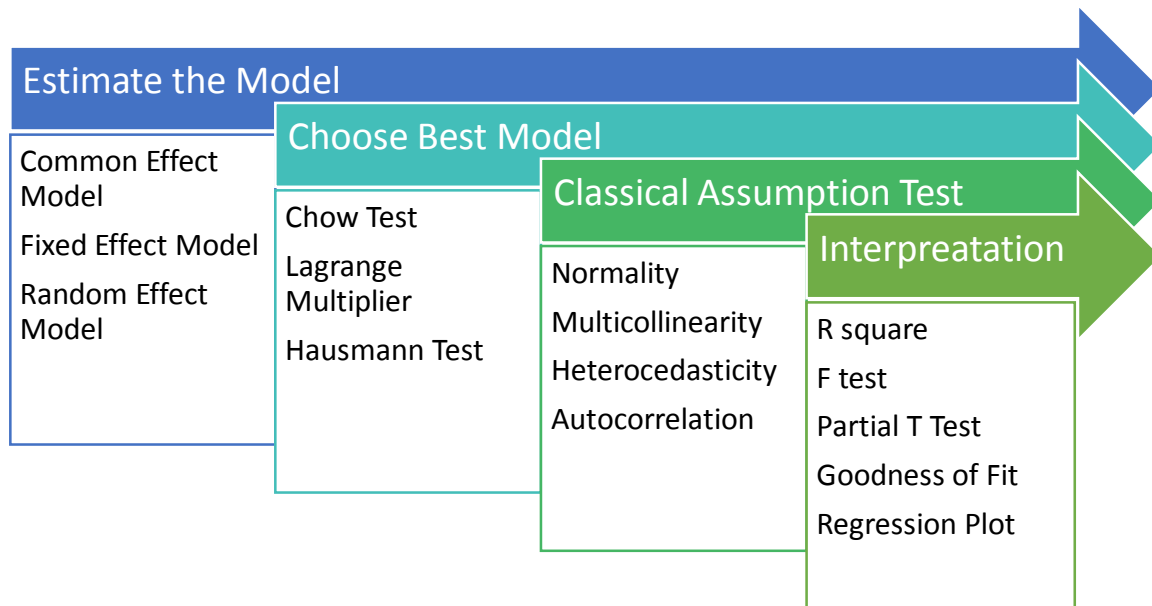 Estimate the Model
Common Effect
Model
Fixed Effect Model
Random Effect
Model
Choose Best Model
Chow Test
Lagrange
Multiplier
Hausmann Test
Classical Assumption Test
Normality
Multicollinearity
Heterocedasticity
Autocorrelation
Interpreatation
R square
F test
Partial T Test
Goodness of Fit
Regression Plot